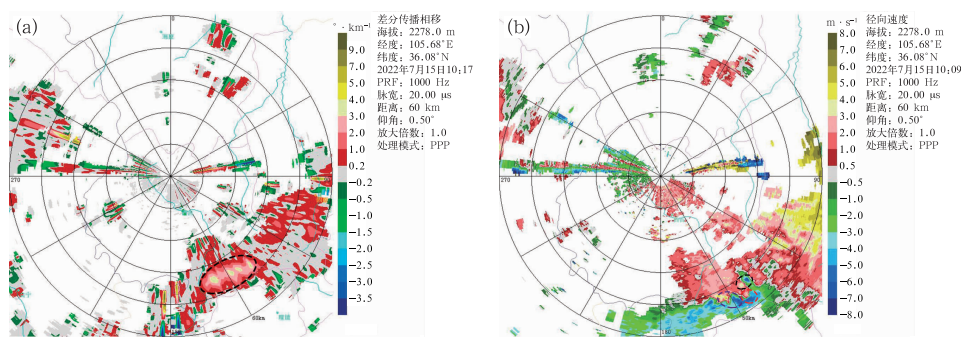 (a)
差分传播相移
海拔: 2278.0 m
经度: 105.68°E
纬度: 36.08°N
2022年7月15日10:17
PRF: 1000 Hz
脉宽: 20.00 μs
距离: 60 km
仰角: 0.50°
放大倍数: 1.0
处理模式: PPP
° · km⁻¹
9.0
7.0
5.0
4.0
3.0
2.0
1.0
0.2
−0.2
−0.5
−1.0
−1.5
−2.0
−2.5
−3.0
−3.5
0
270
90
180
60km
(b)
径向速度
海拔: 2278.0 m
经度: 105.68°E
纬度: 36.08°N
2022年7月15日10:09
PRF: 1000 Hz
脉宽: 20.00 μs
距离: 60 km
仰角: 0.50°
放大倍数: 1.0
处理模式: PPP
m · s⁻¹
8.0
7.0
6.0
5.0
4.0
3.0
2.0
1.0
0.5
−0.5
−1.0
−2.0
−3.0
−4.0
−5.0
−6.0
−7.0
−8.0
0
270
90
180